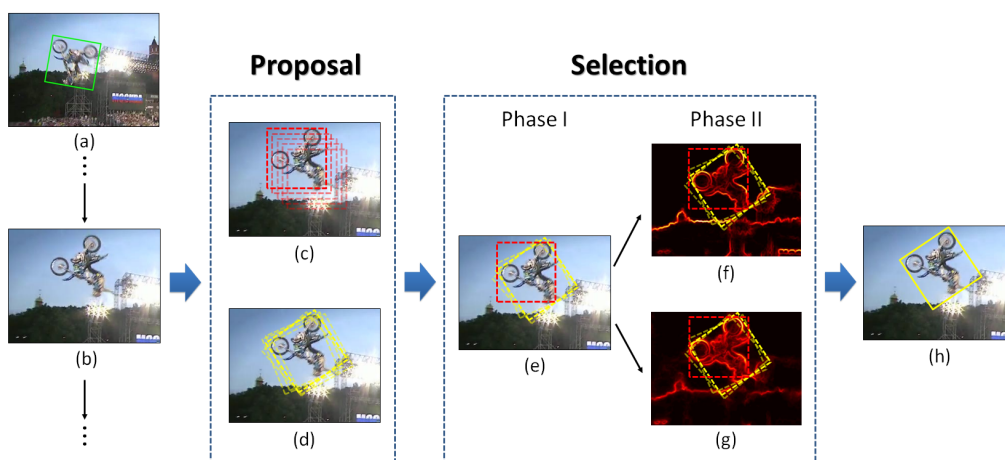 Proposal
Selection
Phase I
Phase II
(a)
(b)
(c)
(d)
(e)
(f)
(g)
(h)